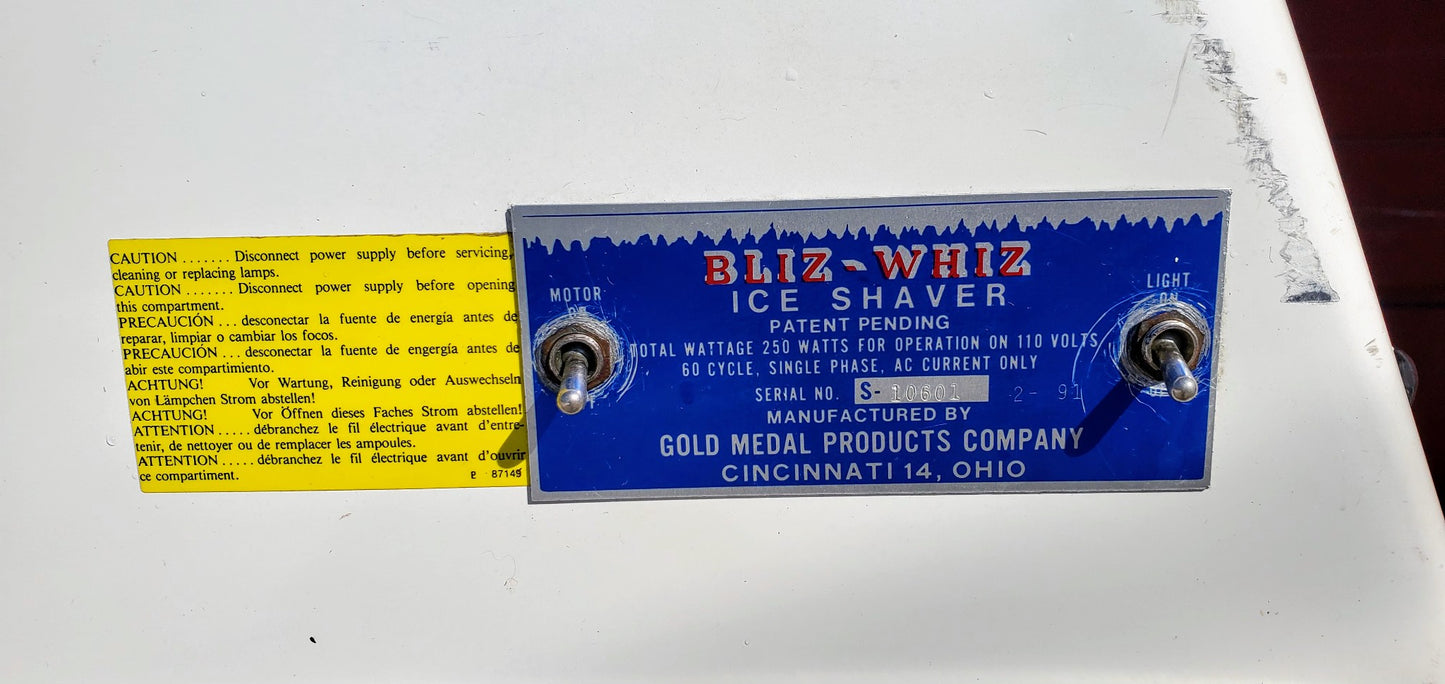 CAUTION ....... Disconnect power supply before servicing,
cleaning or replacing lamps.
CAUTION ....... Disconnect power supply before opening
this compartment.
PRECAUCIÓN ... desconectar la fuente de energía antes de
reparar, limpiar o cambiar los focos.
PRECAUCIÓN ... desconectar la fuente de engergía antes de
abir este compartimiento.
ACHTUNG! Vor Wartung, Reinigung oder Auswechseln
von Lämpchen Strom abstellen!
ACHTUNG! Vor Öffnen dieses Faches Strom abstellen!
ATTENTION ..... débranchez le fil électrique avant d'entre-
tenir, de nettoyer ou de remplacer les ampoules.
ATTENTION ..... débranchez le fil électrique avant d'ouvrir
ce compartiment.
P 87149
BLIZ-WHIZ
ICE SHAVER
MOTOR
LIGHT
PATENT PENDING
TOTAL WATTAGE 250 WATTS FOR OPERATION ON 110 VOLTS
60 CYCLE, SINGLE PHASE, AC CURRENT ONLY
SERIAL NO. S-10601 2-91
MANUFACTURED BY
GOLD MEDAL PRODUCTS COMPANY
CINCINNATI 14, OHIO